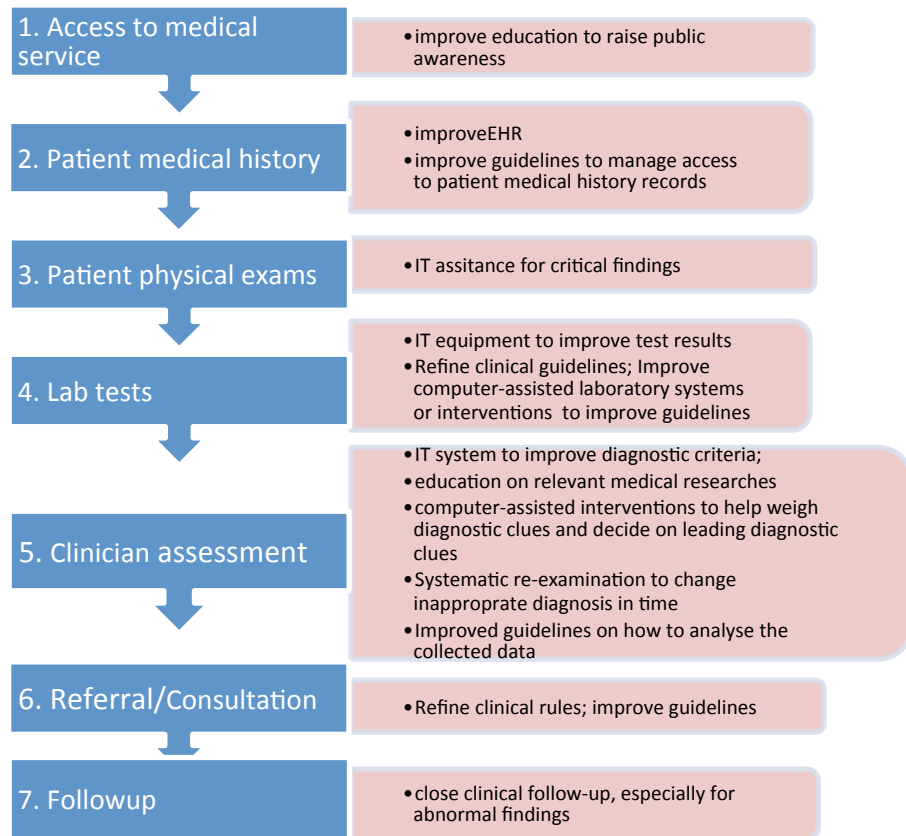 1. Access to medical
service
•improve education to raise public
awareness
2. Patient medical history
•improveEHR
•improve guidelines to manage access
to patient medical history records
3. Patient physical exams
•IT assitance for critical findings
4. Lab tests
•IT equipment to improve test results
•Refine clinical guidelines; Improve
computer-assisted laboratory systems
or interventions to improve guidelines
5. Clinician assessment
•IT system to improve diagnostic criteria;
•education on relevant medical researches
•computer-assisted interventions to help weigh
diagnostic clues and decide on leading diagnostic
clues
•Systematic re-examination to change
inapproprate diagnosis in time
•Improved guidelines on how to analyse the
collected data
6. Referral/Consultation
•Refine clinical rules; improve guidelines
7. Followup
•close clinical follow-up, especially for
abnormal findings